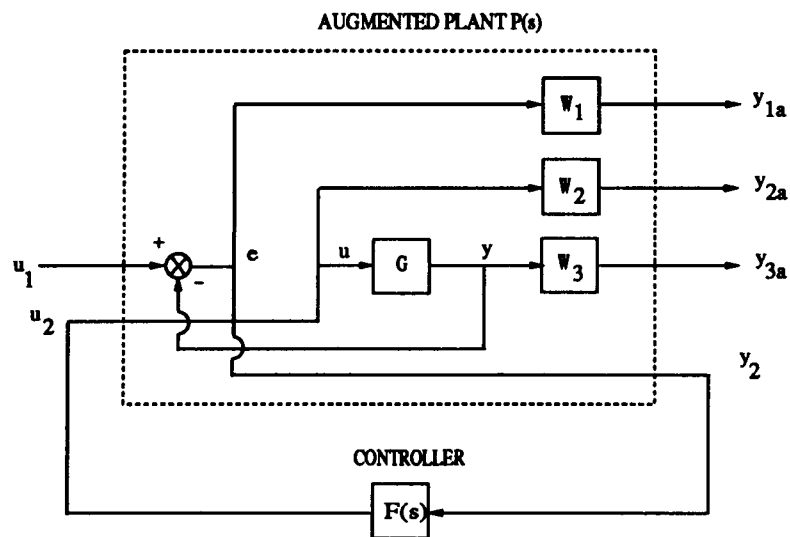 AUGMENTED PLANT P(s)
W1
y1a
W2
y2a
+
u1
-
e
u
G
y
W3
y3a
u2
y2
CONTROLLER
F(s)